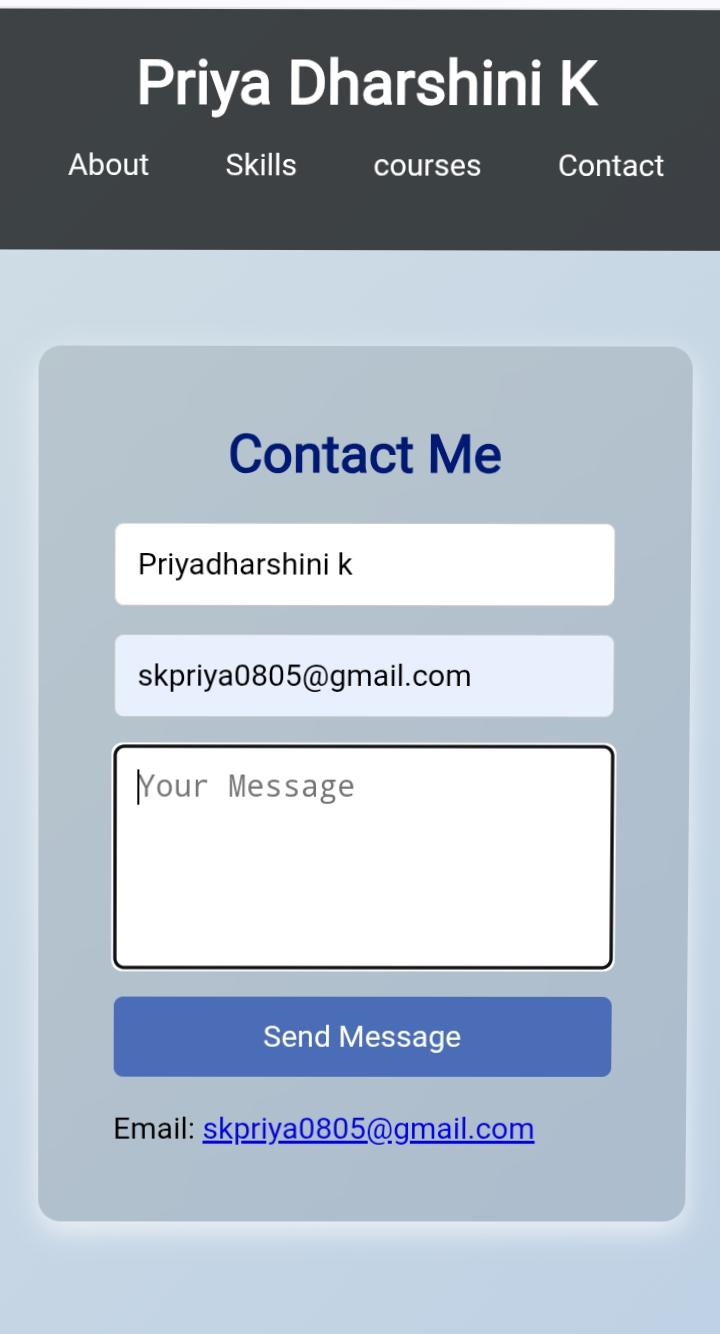 Priya Dharshini K
About Skills courses Contact
Contact Me
Priyadharshini k
skpriya0805@gmail.com
Your Message
Send Message
Email: skpriya0805@gmail.com